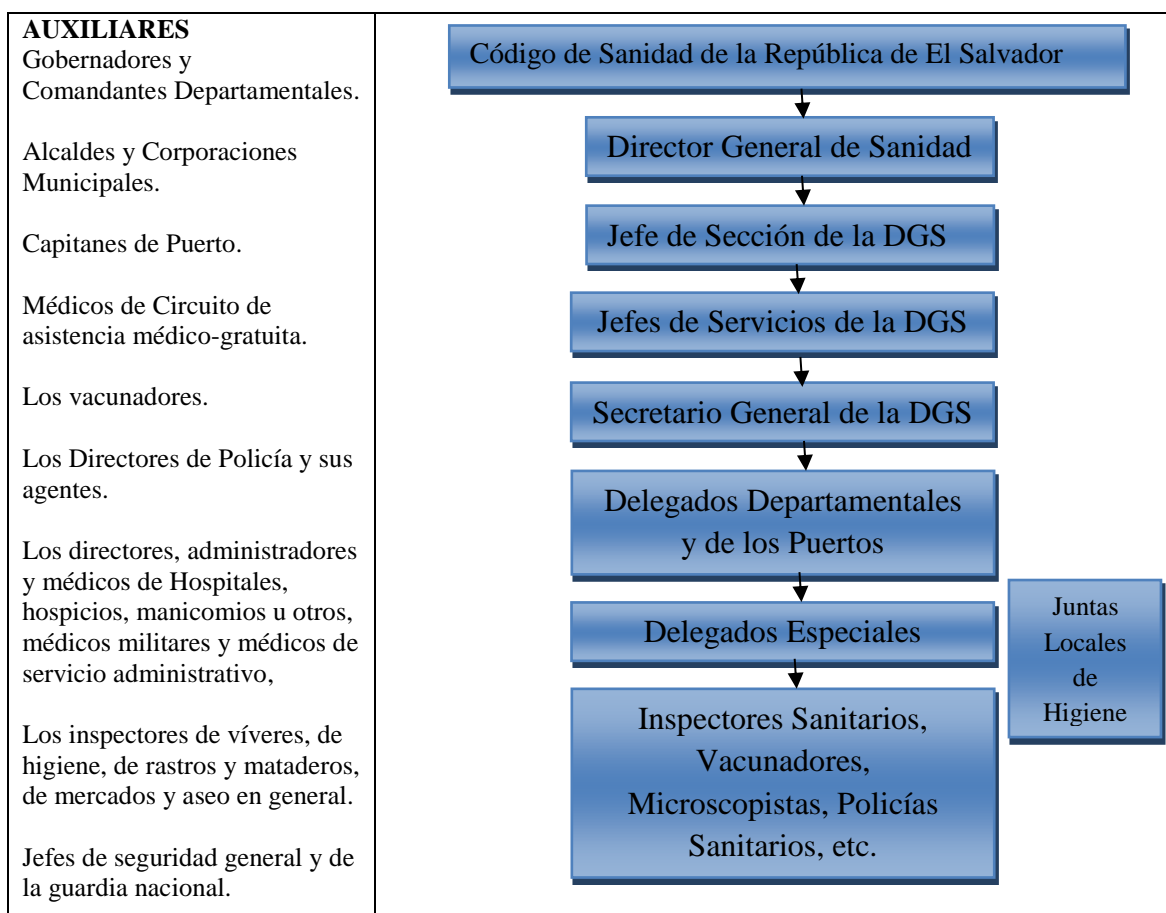 AUXILIARES
Gobernadores y
Comandantes Departamentales.
Alcaldes y Corporaciones
Municipales.
Capitanes de Puerto.
Médicos de Circuito de
asistencia médico-gratuita.
Los vacunadores.
Los Directores de Policía y sus
agentes.
Los directores, administradores
y médicos de Hospitales,
hospicios, manicomios u otros,
médicos militares y médicos de
servicio administrativo,
Los inspectores de víveres, de
higiene, de rastros y mataderos,
de mercados y aseo en general.
Jefes de seguridad general y de
la guardia nacional.
Código de Sanidad de la República de El Salvador
Director General de Sanidad
Jefe de Sección de la DGS
Jefes de Servicios de la DGS
Secretario General de la DGS
Delegados Departamentales
y de los Puertos
Delegados Especiales
Inspectores Sanitarios,
Vacunadores,
Microscopistas, Policías
Sanitarios, etc.
Juntas
Locales
de
Higiene